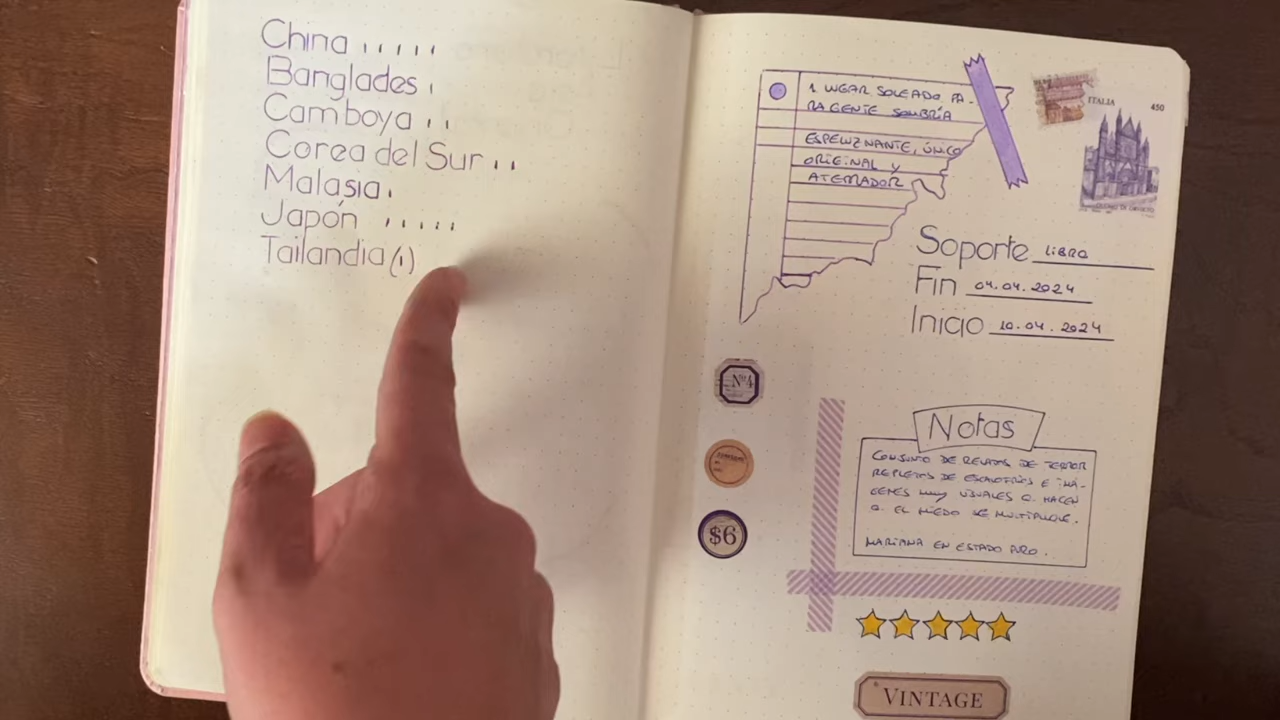 China ı ı ı ı ı
Banglades ı
Camboya ı ı
Corea del Sur ı ı
Malasia ı
Japón ı ı ı ı ı
Tailandia (ı)
1 LUGAR SOLEADO PA-
RA GENTE SOMBRÍA
ESPELUZNANTE, ÚNICO
ORIGINAL Y
ATERRADOR
ITALIA
450
Soporte LIBRO
Fin 04.04.2024
Inicio 10.04.2024
Nº4
$6
Notas
CONJUNTO DE RELATOS DE TERROR
REPLETOS DE ESCALOFRÍOS E IMÁ-
GENES MUY VISUALES Q. HACEN
Q. EL MIEDO SE MULTIPLIQUE.
MARIANA EN ESTADO PURO.
VINTAGE